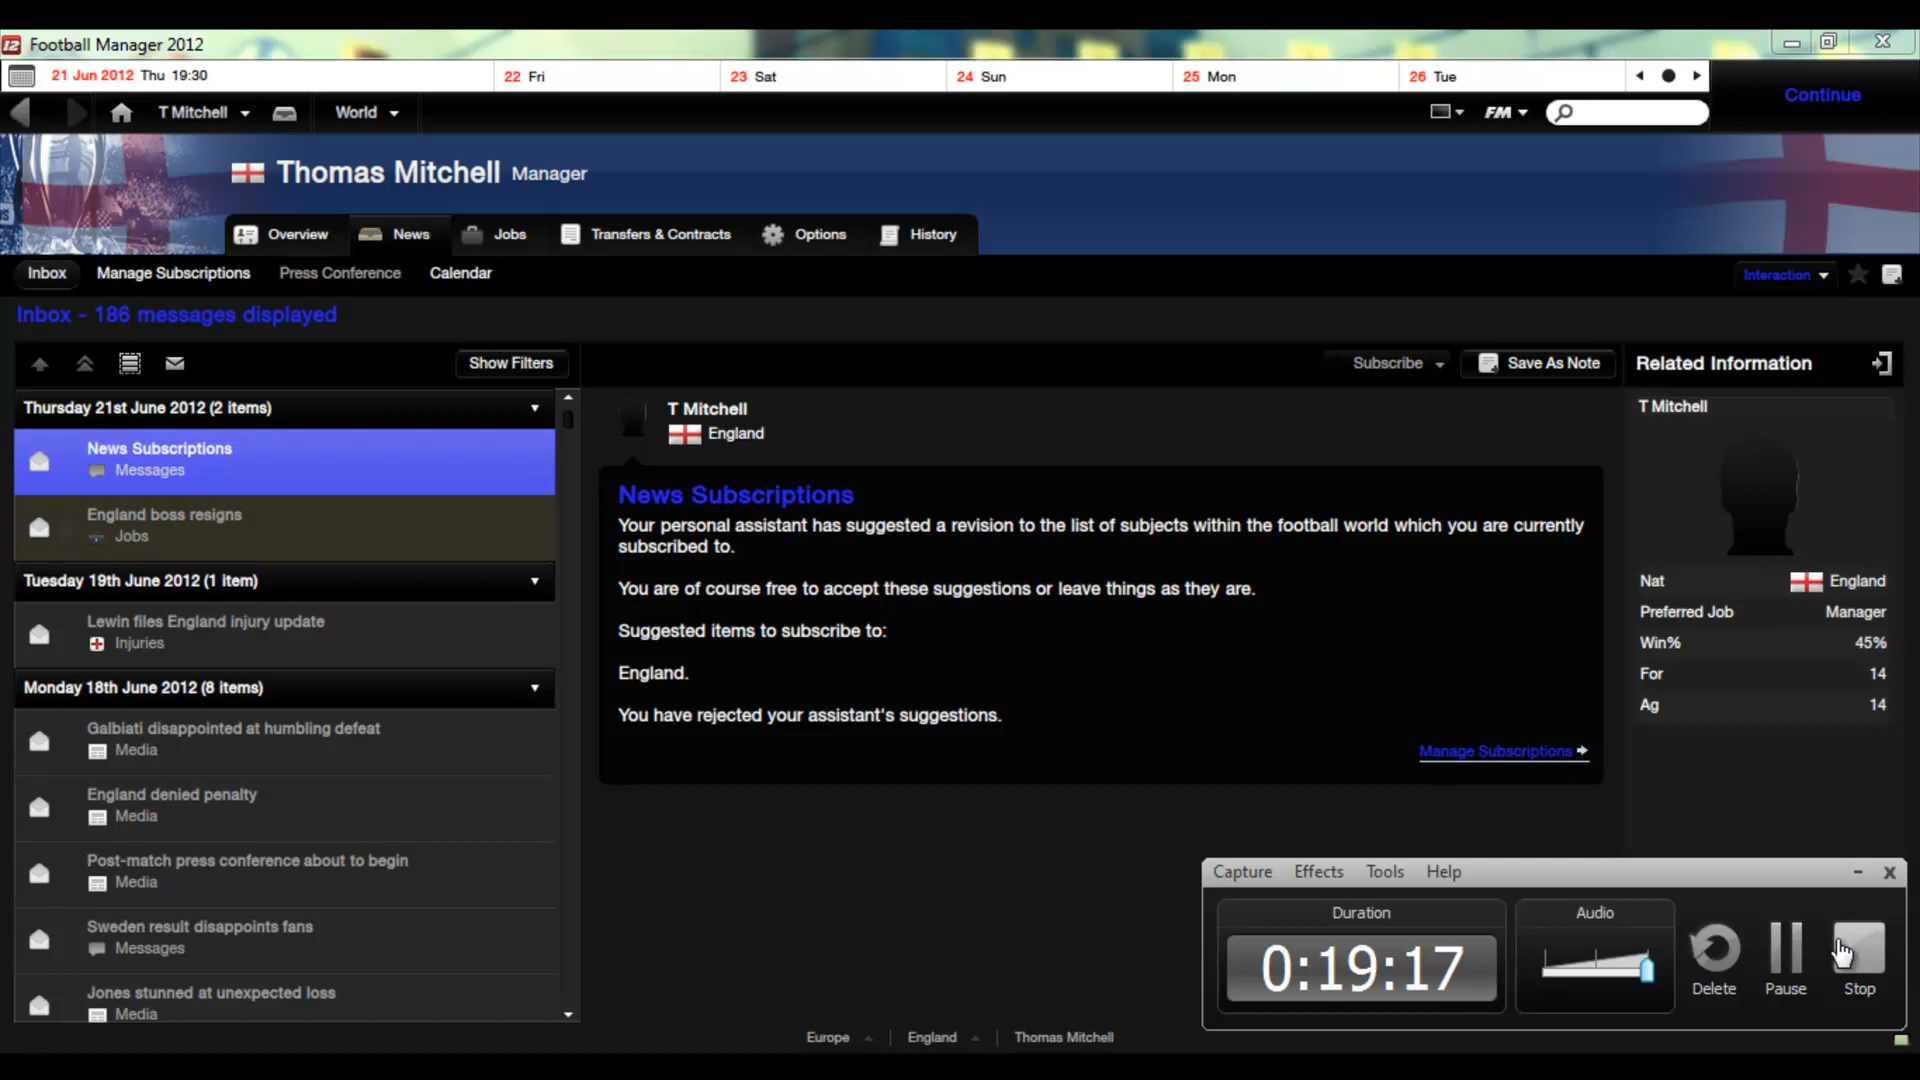 12 Football Manager 2012
21 Jun 2012 Thu 19:30
22 Fri
23 Sat
24 Sun
25 Mon
26 Tue
Continue
T Mitchell
World
FM
Thomas Mitchell Manager
Overview
News
Jobs
Transfers & Contracts
Options
History
Inbox
Manage Subscriptions
Press Conference
Calendar
Interaction
Inbox - 186 messages displayed
Show Filters
Subscribe
Save As Note
Related Information
Thursday 21st June 2012 (2 items)
News Subscriptions
Messages
England boss resigns
Jobs
Tuesday 19th June 2012 (1 item)
Lewin files England injury update
Injuries
Monday 18th June 2012 (8 items)
Galbiati disappointed at humbling defeat
Media
England denied penalty
Media
Post-match press conference about to begin
Media
Sweden result disappoints fans
Messages
Jones stunned at unexpected loss
Media
T Mitchell
England
News Subscriptions
Your personal assistant has suggested a revision to the list of subjects within the football world which you are currently
subscribed to.
You are of course free to accept these suggestions or leave things as they are.
Suggested items to subscribe to:
England.
You have rejected your assistant's suggestions.
Manage Subscriptions
T Mitchell
Nat England
Preferred Job Manager
Win% 45%
For 14
Ag 14
Capture Effects Tools Help
Duration
0:19:17
Audio
Delete
Pause
Stop
Europe
England
Thomas Mitchell